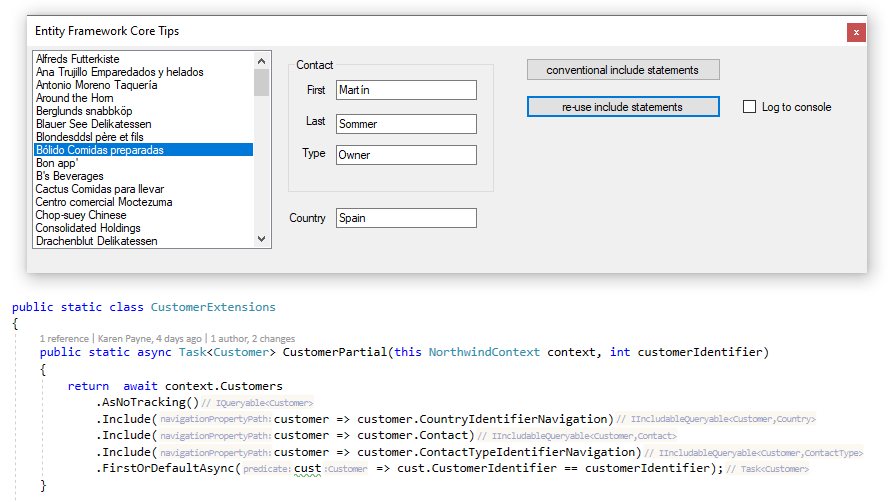 Entity Framework Core Tips
x
Alfreds Futterkiste
Ana Trujillo Emparedados y helados
Antonio Moreno Taquería
Around the Horn
Berglunds snabbköp
Blauer See Delikatessen
Blondesddsl père et fils
Bólido Comidas preparadas
Bon app'
B's Beverages
Cactus Comidas para llevar
Centro comercial Moctezuma
Chop-suey Chinese
Consolidated Holdings
Drachenblut Delikatessen
Contact
First Martín
Last Sommer
Type Owner
Country Spain
conventional include statements
re-use include statements
Log to console
public static class CustomerExtensions
{
1 reference | Karen Payne, 4 days ago | 1 author, 2 changes
public static async Task<Customer> CustomerPartial(this NorthwindContext context, int customerIdentifier)
{
return await context.Customers
.AsNoTracking() // IQueryable<Customer>
.Include( navigationPropertyPath: customer => customer.CountryIdentifierNavigation) // IIncludableQueryable<Customer,Country>
.Include( navigationPropertyPath: customer => customer.Contact) // IIncludableQueryable<Customer,Contact>
.Include( navigationPropertyPath: customer => customer.ContactTypeIdentifierNavigation) // IIncludableQueryable<Customer,ContactType>
.FirstOrDefaultAsync( predicate: cust :Customer => cust.CustomerIdentifier == customerIdentifier); // Task<Customer>
}